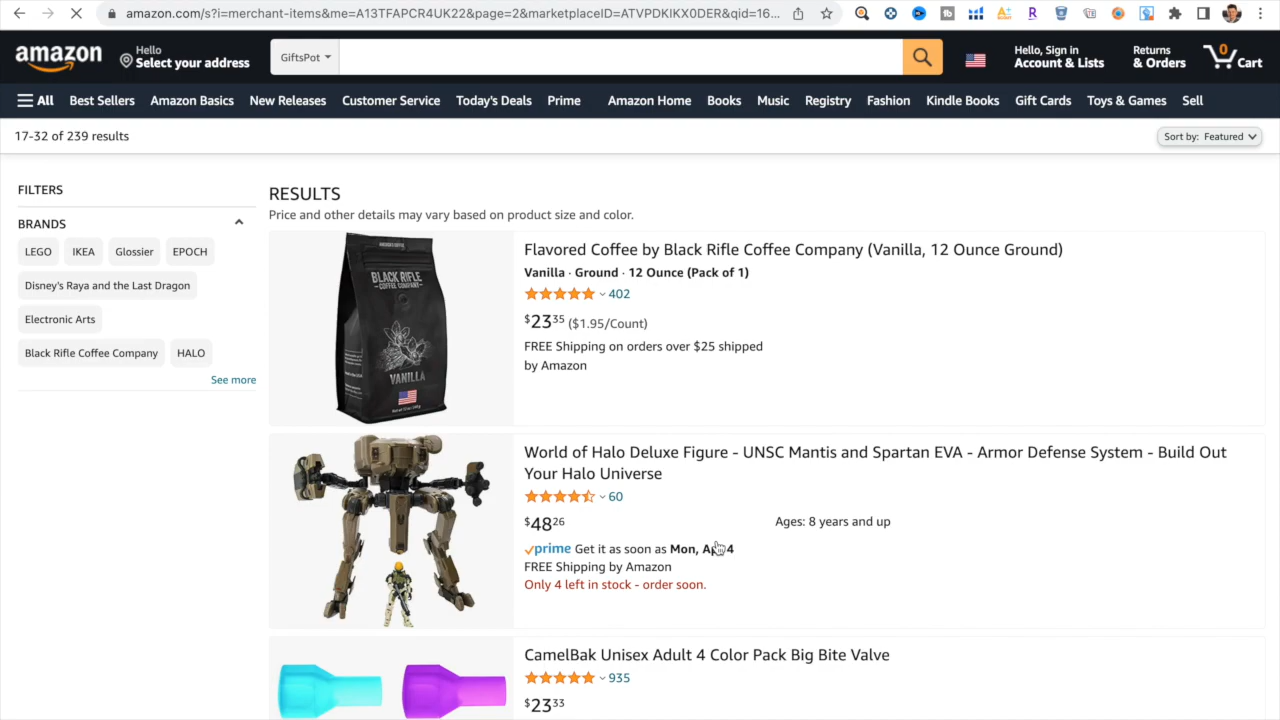 amazon.com/s?i=merchant-items&me=A13TFAPCR4UK22&page=2&marketplaceID=ATVPDKIKX0DER&qid=16...
amazon
Hello
Select your address
GiftsPot
Hello, Sign in
Account & Lists
Returns
& Orders
0
Cart
All
Best Sellers
Amazon Basics
New Releases
Customer Service
Today's Deals
Prime
Amazon Home
Books
Music
Registry
Fashion
Kindle Books
Gift Cards
Toys & Games
Sell
17-32 of 239 results
Sort by: Featured
FILTERS
BRANDS
LEGO
IKEA
Glossier
EPOCH
Disney's Raya and the Last Dragon
Electronic Arts
Black Rifle Coffee Company
HALO
See more
RESULTS
Price and other details may vary based on product size and color.
BLACK RIFLE
COFFEE COMPANY
VANILLA
Flavored Coffee by Black Rifle Coffee Company (Vanilla, 12 Ounce Ground)
Vanilla · Ground · 12 Ounce (Pack of 1)
402
$23 35 ($1.95/Count)
FREE Shipping on orders over $25 shipped
by Amazon
World of Halo Deluxe Figure - UNSC Mantis and Spartan EVA - Armor Defense System - Build Out
Your Halo Universe
60
$48 26
Ages: 8 years and up
prime Get it as soon as Mon, Apr 4
FREE Shipping by Amazon
Only 4 left in stock - order soon.
CamelBak Unisex Adult 4 Color Pack Big Bite Valve
935
$23 33